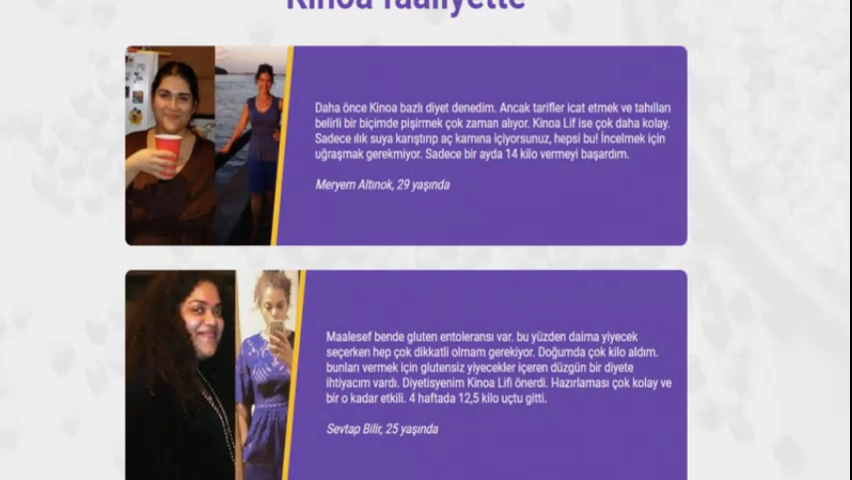 Kinoa faaliyette
Daha önce Kinoa bazlı diyet denedim. Ancak tarifler icat etmek ve tahılları
belirli bir biçimde pişirmek çok zaman alıyor. Kinoa Lif ise çok daha kolay.
Sadece ılık suya karıştırıp aç karnına içiyorsunuz, hepsi bu! İncelmek için
uğraşmak gerekmiyor. Sadece bir ayda 14 kilo vermeyi başardım.
Meryem Altınok, 29 yaşında
Maalesef bende gluten entoleransı var. bu yüzden daima yiyecek
seçerken hep çok dikkatli olmam gerekiyor. Doğumda çok kilo aldım.
bunları vermek için glutensiz yiyecekler içeren düzgün bir diyete
ihtiyacım vardı. Diyetisyenim Kinoa Lifi önerdi. Hazırlaması çok kolay ve
bir o kadar etkili. 4 haftada 12,5 kilo uçtu gitti.
Sevtap Bilir, 25 yaşında